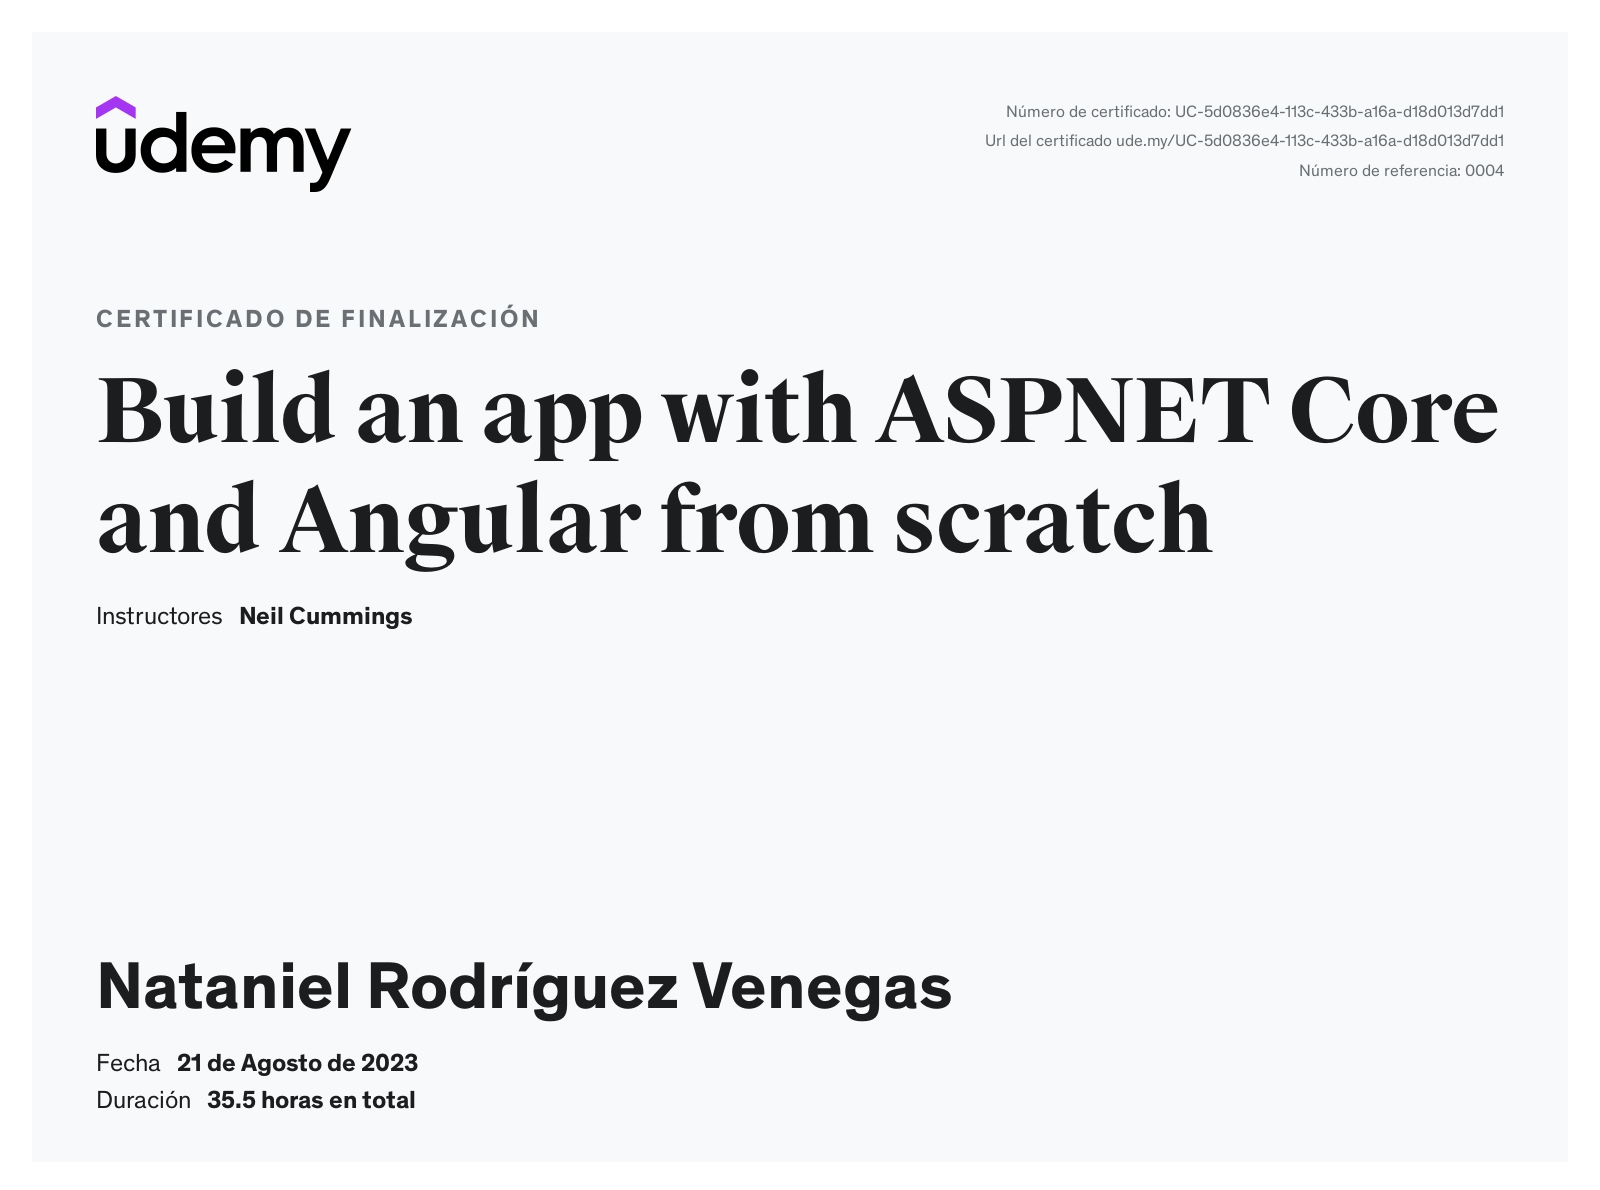 udemy
Número de certificado: UC-5d0836e4-113c-433b-a16a-d18d013d7dd1
Url del certificado ude.my/UC-5d0836e4-113c-433b-a16a-d18d013d7dd1
Número de referencia: 0004
CERTIFICADO DE FINALIZACIÓN
Build an app with ASPNET Core
and Angular from scratch
Instructores Neil Cummings
Nataniel Rodríguez Venegas
Fecha 21 de Agosto de 2023
Duración 35.5 horas en total